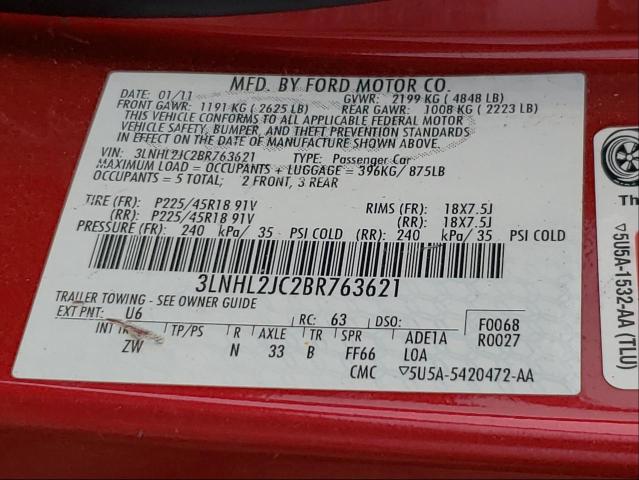 MFD. BY FORD MOTOR CO.
DATE: 01/11 GVWR: 2199 KG ( 4848 LB)
FRONT GAWR: 1191 KG ( 2625 LB) REAR GAWR: 1008 KG ( 2223 LB)
THIS VEHICLE CONFORMS TO ALL APPLICABLE FEDERAL MOTOR
VEHICLE SAFETY, BUMPER, AND THEFT PREVENTION STANDARDS
IN EFFECT ON THE DATE OF MANUFACTURE SHOWN ABOVE.
VIN: 3LNHL2JC2BR763621 TYPE: Passenger Car
MAXIMUM LOAD = OCCUPANTS + LUGGAGE = 396KG/ 875LB
OCCUPANTS = 5 TOTAL; 2 FRONT, 3 REAR
TIRE (FR): P225/45R18 91V RIMS (FR): 18X7.5J
(RR): P225/45R18 91V (RR): 18X7.5J
PRESSURE (FR): 240 kPa/ 35 PSI COLD (RR): 240 kPa/ 35 PSI COLD
3LNHL2JC2BR763621
TRAILER TOWING - SEE OWNER GUIDE
EXT PNT: U6 RC: 63 DSO: F0068
INT TR TP/PS R AXLE TR SPR ADE1A R0027
ZW N 33 B FF66 L0A
CMC ▽5U5A-5420472-AA
Th
▽5U5A-1532-AA (TLU)